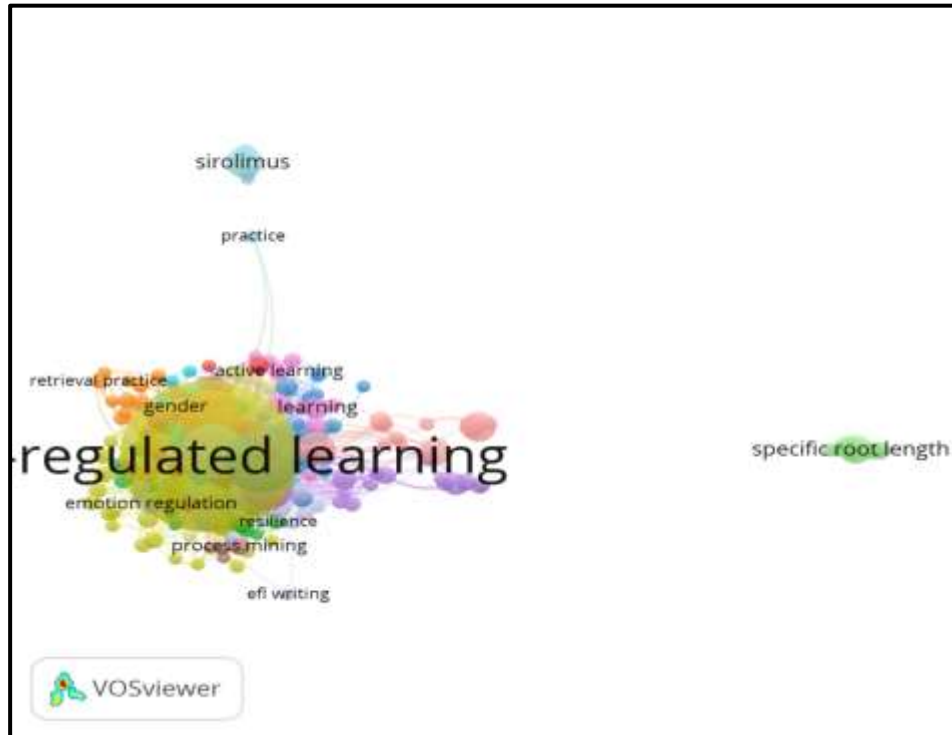 sirolimus
practice
active learning
retrieval practice
gender
learning
-regulated learning
specific root length
emotion regulation
resilience
process mining
efl writing
VOSviewer